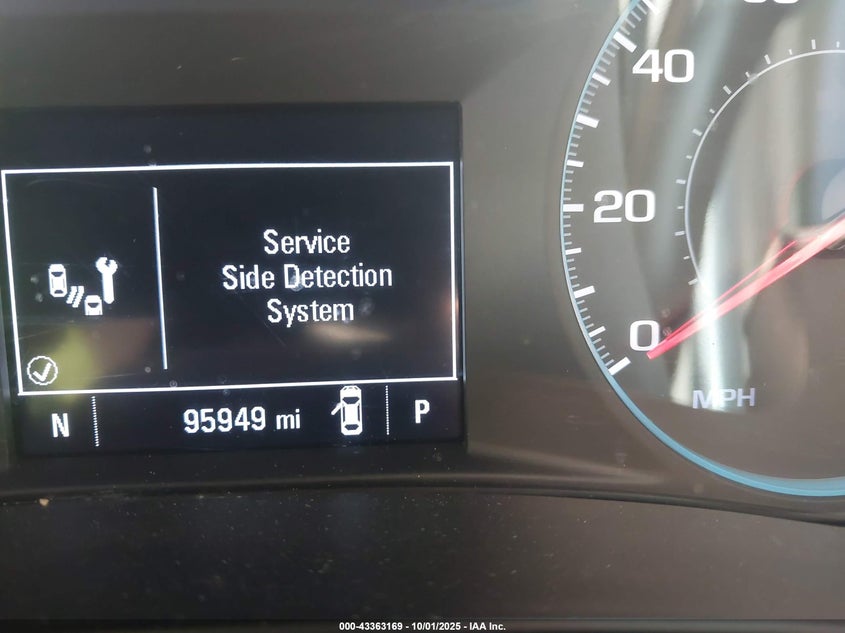 40
20
0
MPH
Service
Side Detection
System
N
95949 mi
P
000-43363169 - 10/01/2025 - IAA Inc.